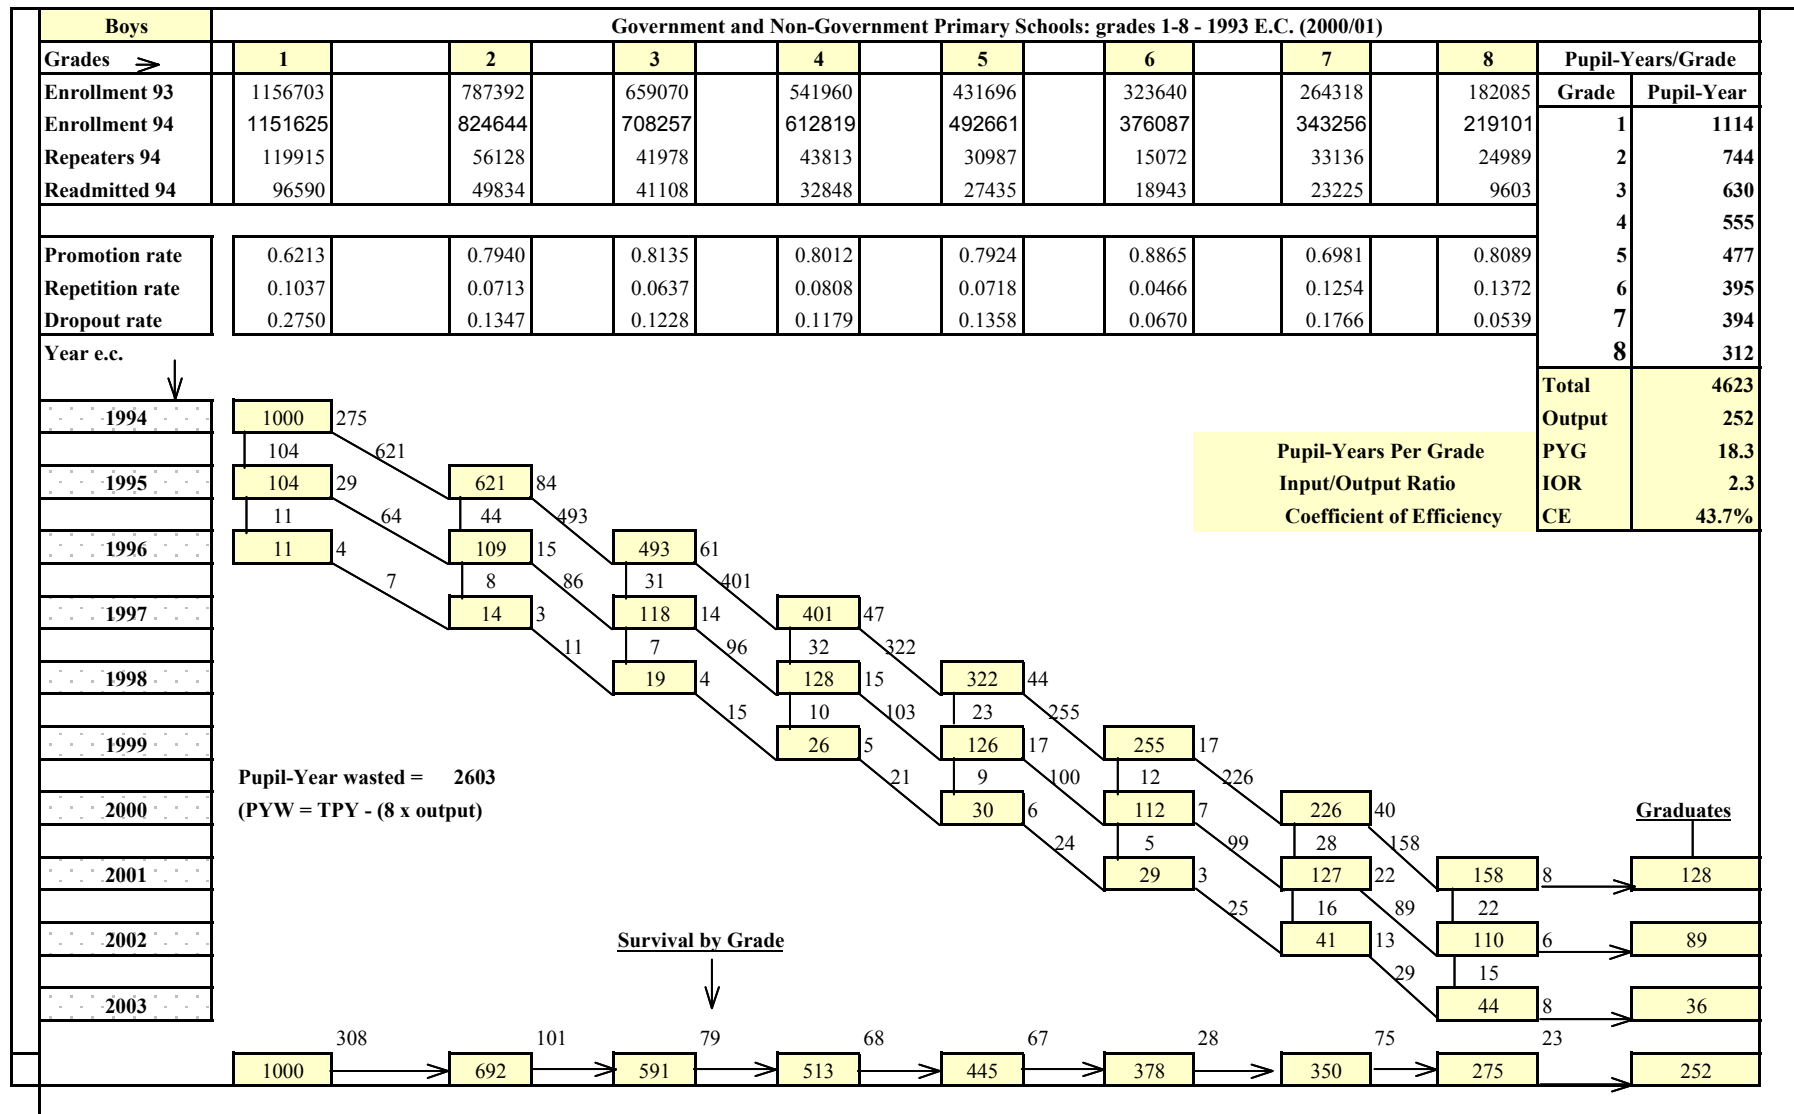 Boys Government and Non-Government Primary Schools: grades 1-8 - 1993 E.C. (2000/01)
Grades 1 2 3 4 5 6 7 8 Pupil-Years/Grade
Enrollment 93 1156703 787392 659070 541960 431696 323640 264318 182085 Grade Pupil-Year
Enrollment 94 1151625 824644 708257 612819 492661 376087 343256 219101 1 1114
Repeaters 94 119915 56128 41978 43813 30987 15072 33136 24989 2 744
Readmitted 94 96590 49834 41108 32848 27435 18943 23225 9603 3 630
4 555
Promotion rate 0.6213 0.7940 0.8135 0.8012 0.7924 0.8865 0.6981 0.8089 5 477
Repetition rate 0.1037 0.0713 0.0637 0.0808 0.0718 0.0466 0.1254 0.1372 6 395
Dropout rate 0.2750 0.1347 0.1228 0.1179 0.1358 0.0670 0.1766 0.0539 7 394
Year e.c. 8 312
Total 4623
1994 1000 275 Output 252
104 621 Pupil-Years Per Grade PYG 18.3
1995 104 29 621 84 Input/Output Ratio IOR 2.3
11 64 44 493 Coefficient of Efficiency CE 43.7%
1996 11 4 109 15 493 61
7 8 86 31 401
1997 14 3 118 14 401 47
11 7 96 32 322
1998 19 4 128 15 322 44
15 10 103 23 255
1999 26 5 126 17 255 17
Pupil-Year wasted = 2603 21 9 100 12 226
2000 (PYW = TPY - (8 x output) 30 6 112 7 226 40 Graduates
24 5 99 28 158
2001 29 3 127 22 158 8 128
25 16 89 22
2002 Survival by Grade 41 13 110 6 89
29 15
2003 44 8 36
308 101 79 68 67 28 75 23
1000 692 591 513 445 378 350 275 252